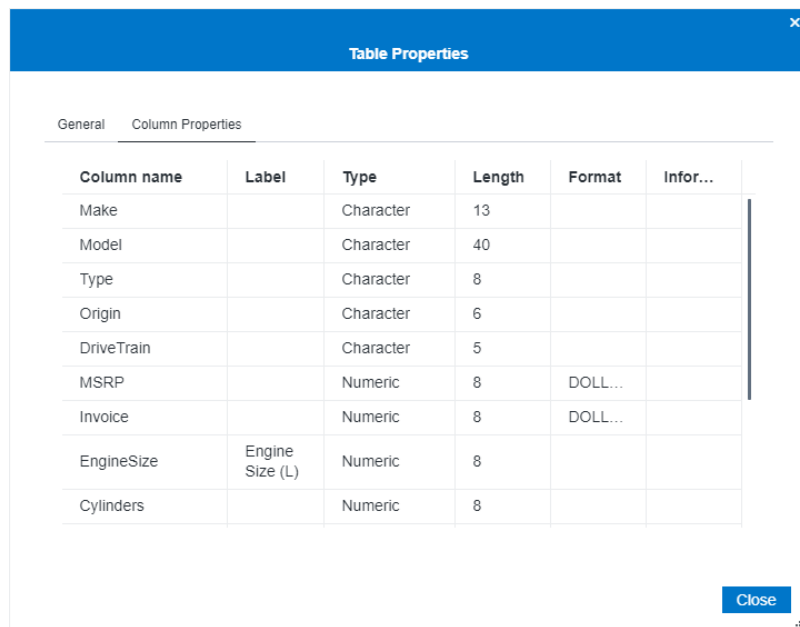 ×
Table Properties
General Column Properties
Column name Label Type Length Format Infor...
Make Character 13
Model Character 40
Type Character 8
Origin Character 6
DriveTrain Character 5
MSRP Numeric 8 DOLL...
Invoice Numeric 8 DOLL...
EngineSize Engine Size (L) Numeric 8
Cylinders Numeric 8
Close